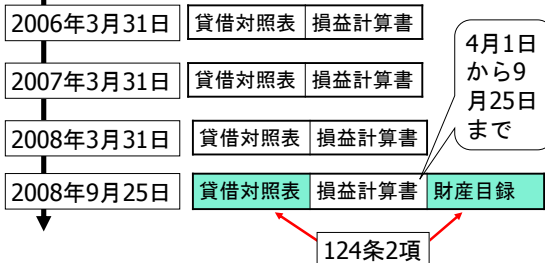 2006年3月31日 貸借対照表 損益計算書
2007年3月31日 貸借対照表 損益計算書
2008年3月31日 貸借対照表 損益計算書
4月1日
から9
月25日
まで
2008年9月25日 貸借対照表 損益計算書 財産目録
124条2項